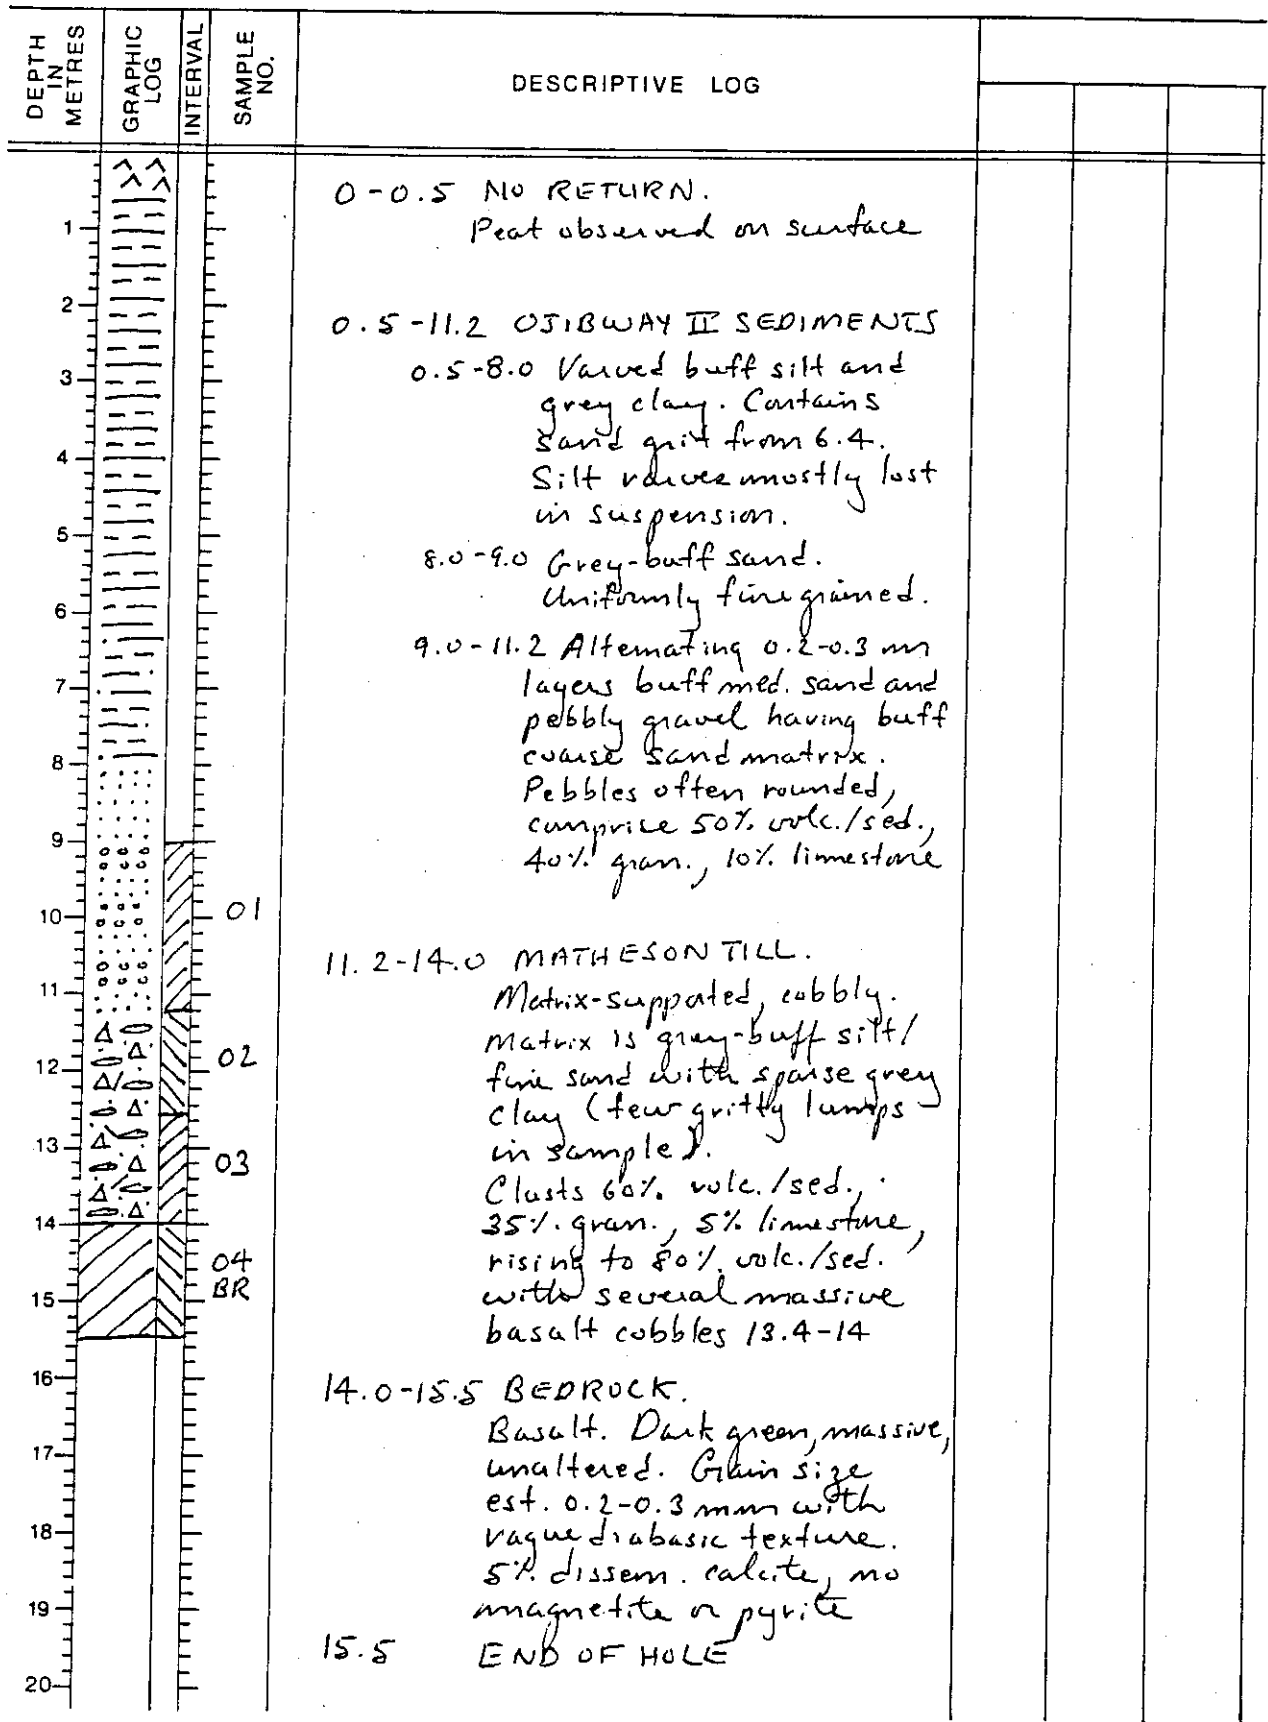 DEPTH IN METRES
GRAPHIC LOG
INTERVAL
SAMPLE NO.
DESCRIPTIVE LOG
0-0.5 NO RETURN.
Peat observed on surface
0.5-11.2 OJIBWAY II SEDIMENTS
0.5-8.0 Varved buff silt and
grey clay. Contains
sand grit from 6.4.
Silt varves mostly lost
in suspension.
8.0-9.0 Grey-buff sand.
Uniformly fine grained.
9.0-11.2 Alternating 0.2-0.3 m
layers buff med. sand and
pebbly gravel having buff
coarse sand matrix.
Pebbles often rounded,
comprise 50% volc./sed.,
40% gran., 10% limestone
11.2-14.0 MATHESON TILL.
Matrix-supported, cobbly.
Matrix is grey-buff silt/
fine sand with sparse grey
clay (few gritty lumps
in sample).
Clasts 60% volc./sed.,
35% gran., 5% limestone,
rising to 80% volc./sed.
with several massive
basalt cobbles 13.4-14
14.0-15.5 BEDROCK.
Basalt. Dark green, massive,
unaltered. Grain size
est. 0.2-0.3 mm with
vague diabasic texture.
5% dissem. calcite, no
magnetite or pyrite
15.5 END OF HOLE
1
2
3
4
5
6
7
8
9
10
11
12
13
14
15
16
17
18
19
20
01
02
03
04
BR